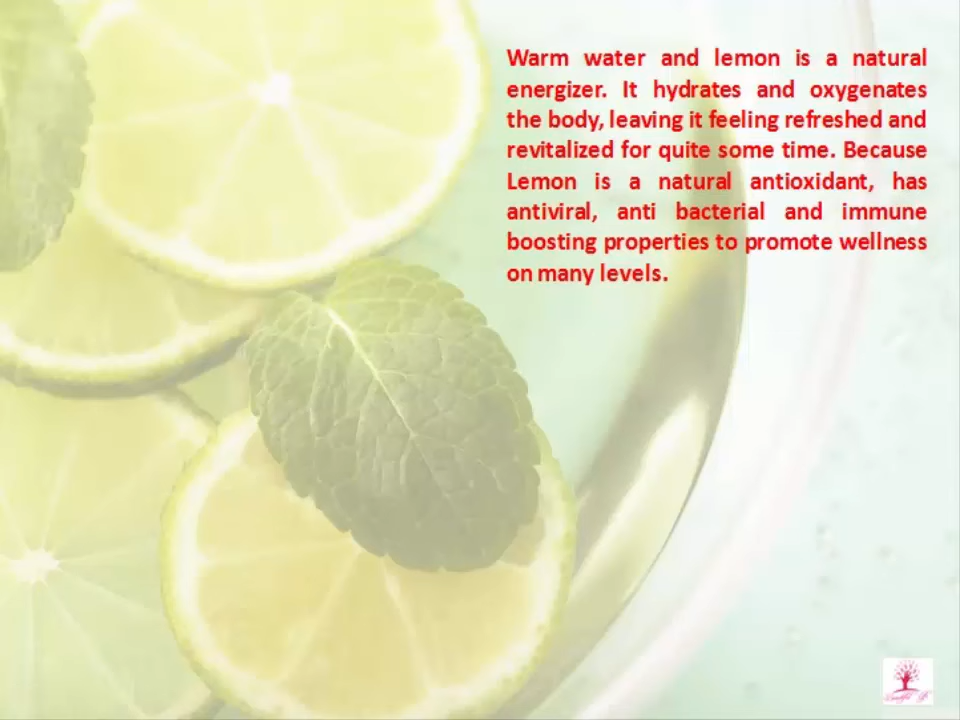 Warm water and lemon is a natural
energizer. It hydrates and oxygenates
the body, leaving it feeling refreshed and
revitalized for quite some time. Because
Lemon is a natural antioxidant, has
antiviral, anti bacterial and immune
boosting properties to promote wellness
on many levels.